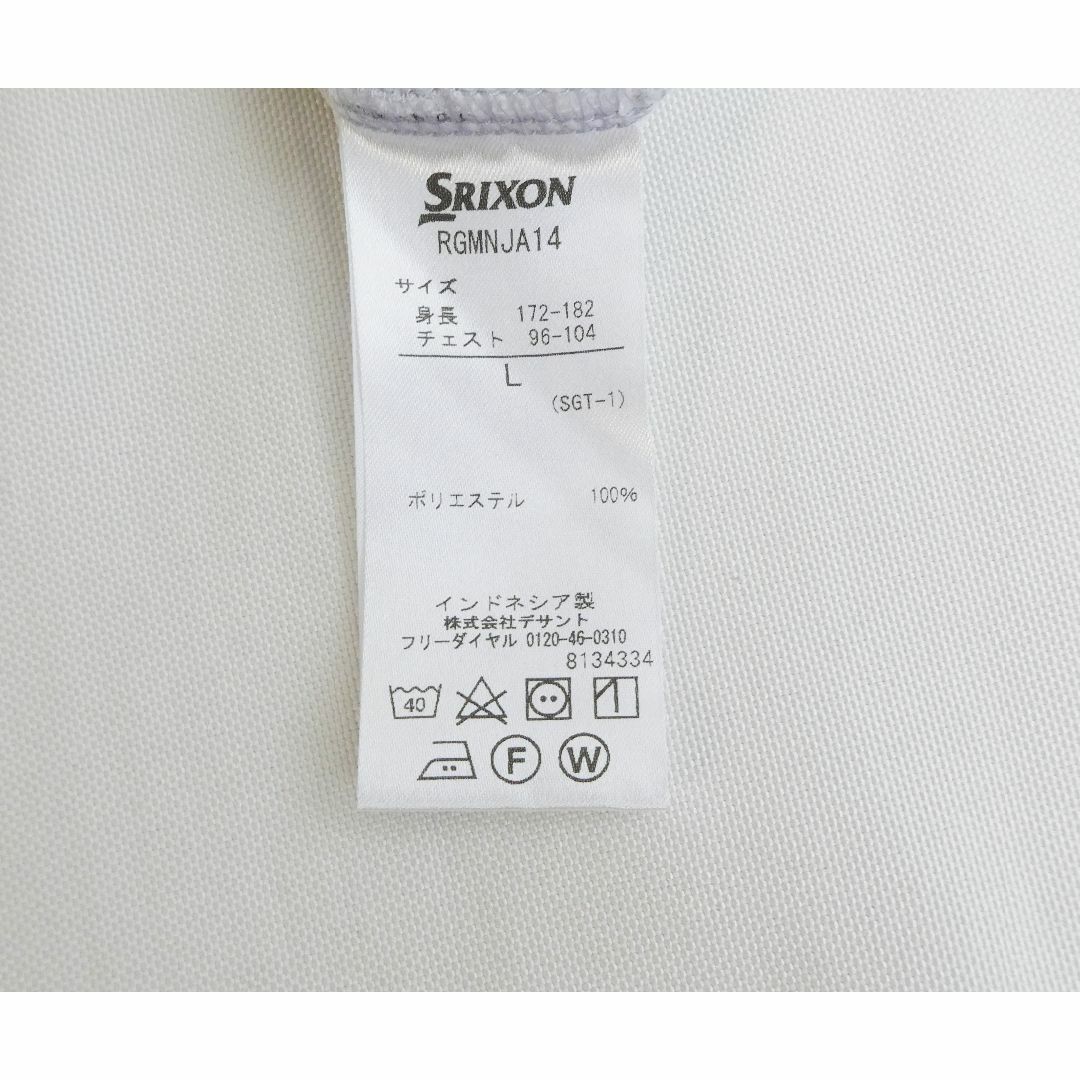 SRIXON
RGMNJA14
サイズ
身長 172-182
チェスト 96-104
L
(SGT-1)
ポリエステル 100%
インドネシア製
株式会社デサント
フリーダイヤル 0120-46-0310
8134334
40
F W